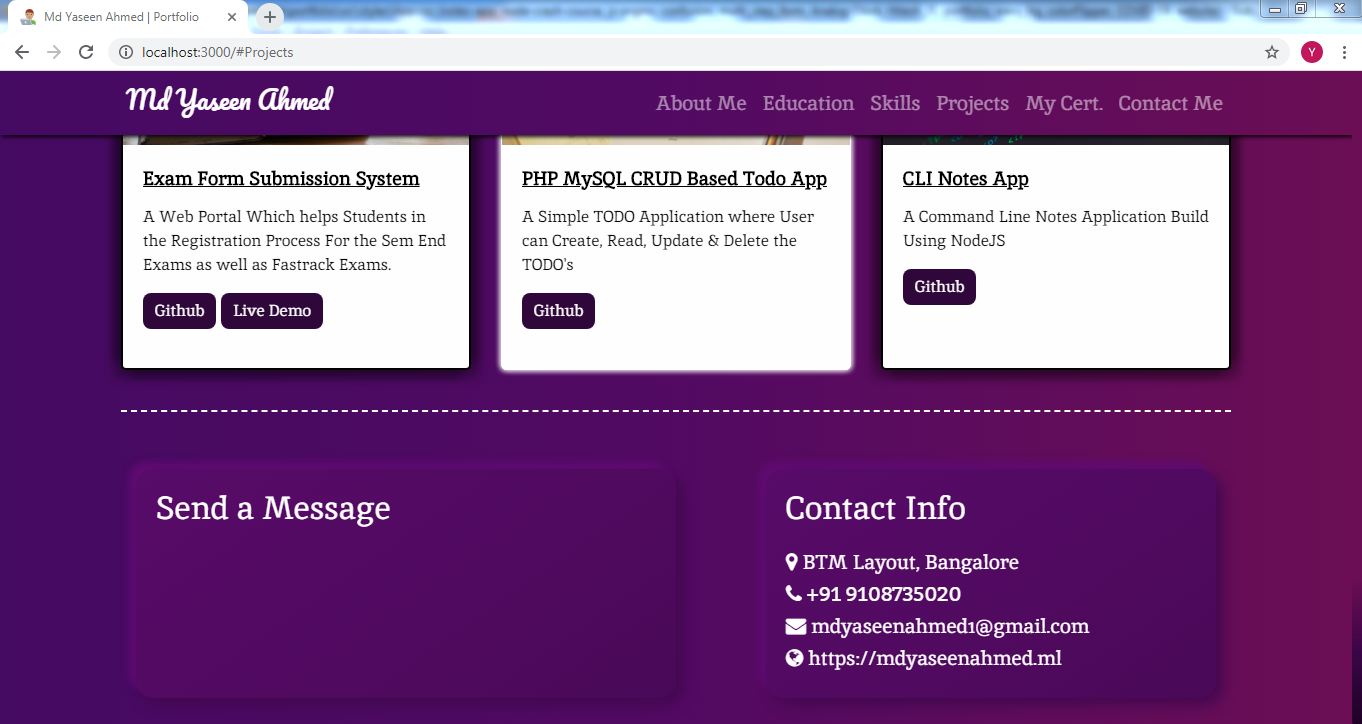 Md Yaseen Ahmed | Portfolio
localhost:3000/#Projects
Y
Md Yaseen Ahmed
About Me Education Skills Projects My Cert. Contact Me
Exam Form Submission System
A Web Portal Which helps Students in
the Registration Process For the Sem End
Exams as well as Fastrack Exams.
Github Live Demo
PHP MySQL CRUD Based Todo App
A Simple TODO Application where User
can Create, Read, Update & Delete the
TODO's
Github
CLI Notes App
A Command Line Notes Application Build
Using NodeJS
Github
Send a Message
Contact Info
BTM Layout, Bangalore
+91 9108735020
mdyaseenahmed1@gmail.com
https://mdyaseenahmed.ml